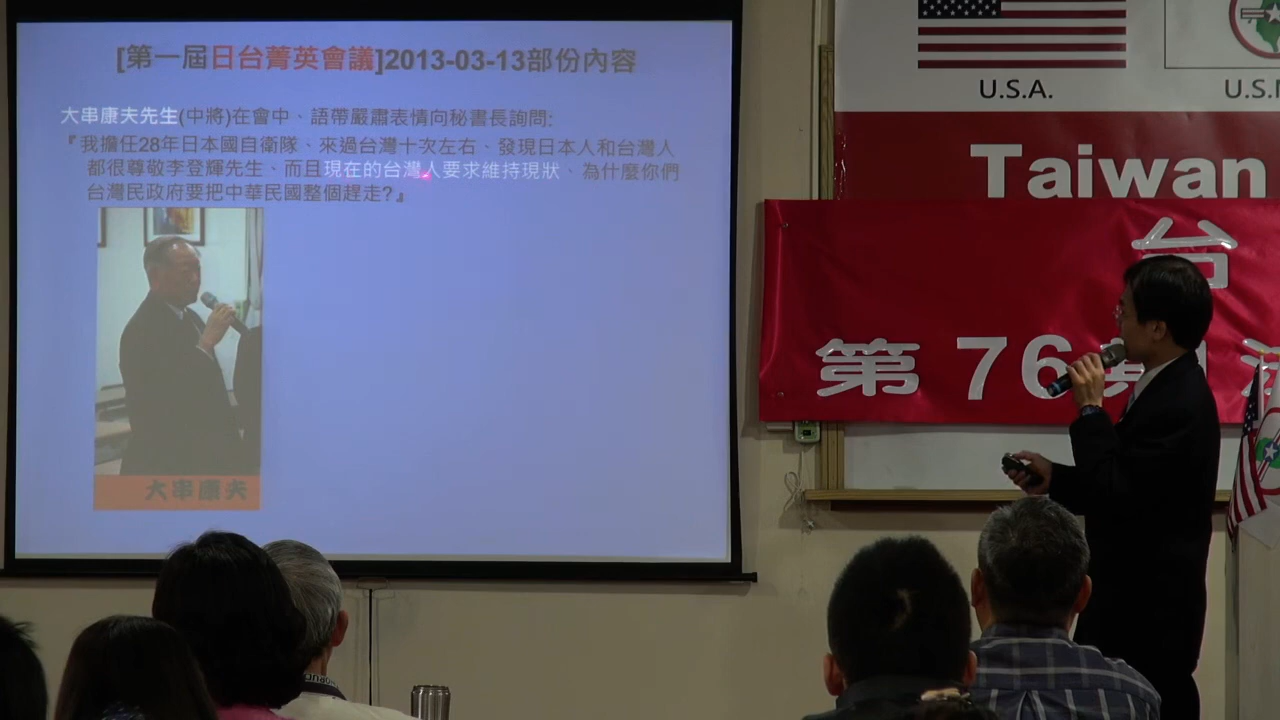 [第一屆日台菁英會議]2013-03-13部份內容
大串康夫先生(中將)在會中、語帶嚴肅表情向秘書長詢問:
『我擔任28年日本國自衛隊、來過台灣十次左右、發現日本人和台灣人
都很尊敬李登輝先生、而且現在的台灣人要求維持現狀、為什麼你們
台灣民政府要把中華民國整個趕走?』
大串康夫
U.S.A.
U.S.
Taiwan
台
第 76